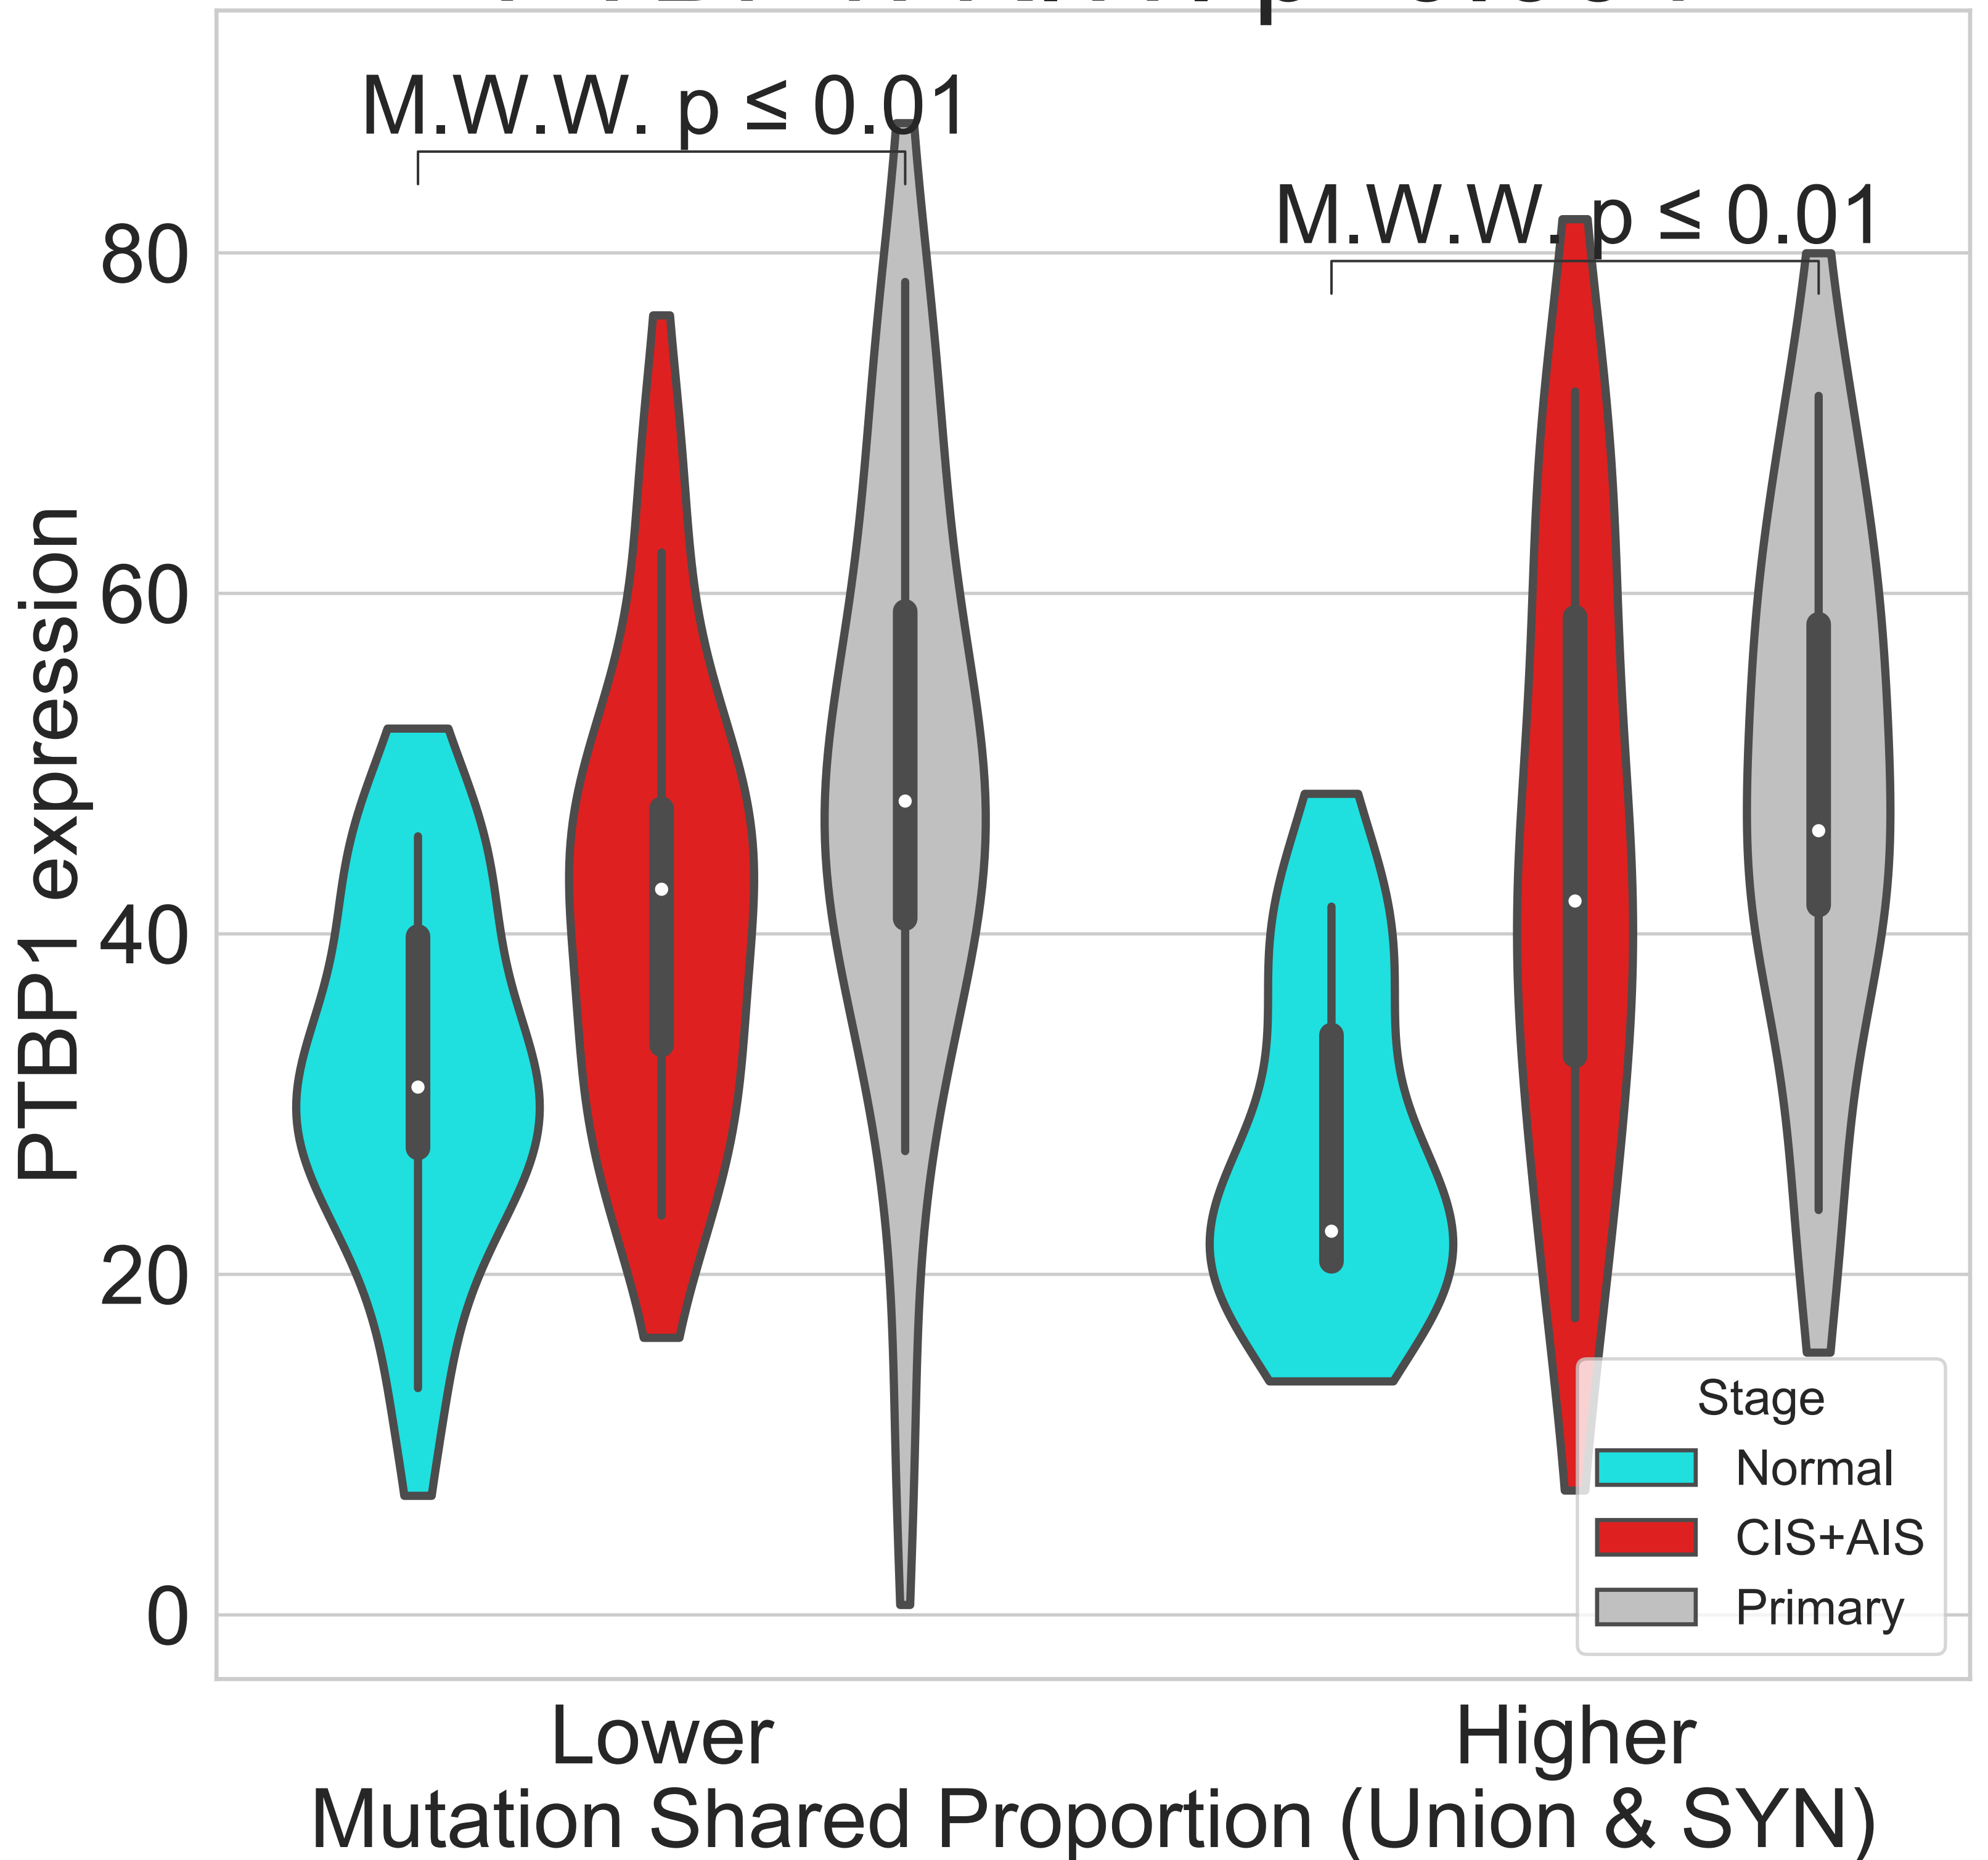 M.W.W. p ≤ 0.01
M.W.W. p ≤ 0.01
PTBP1 expression
80
60
40
20
0
Stage
Normal
CIS+AIS
Primary
Lower
Higher
Mutation Shared Proportion (Union & SYN)